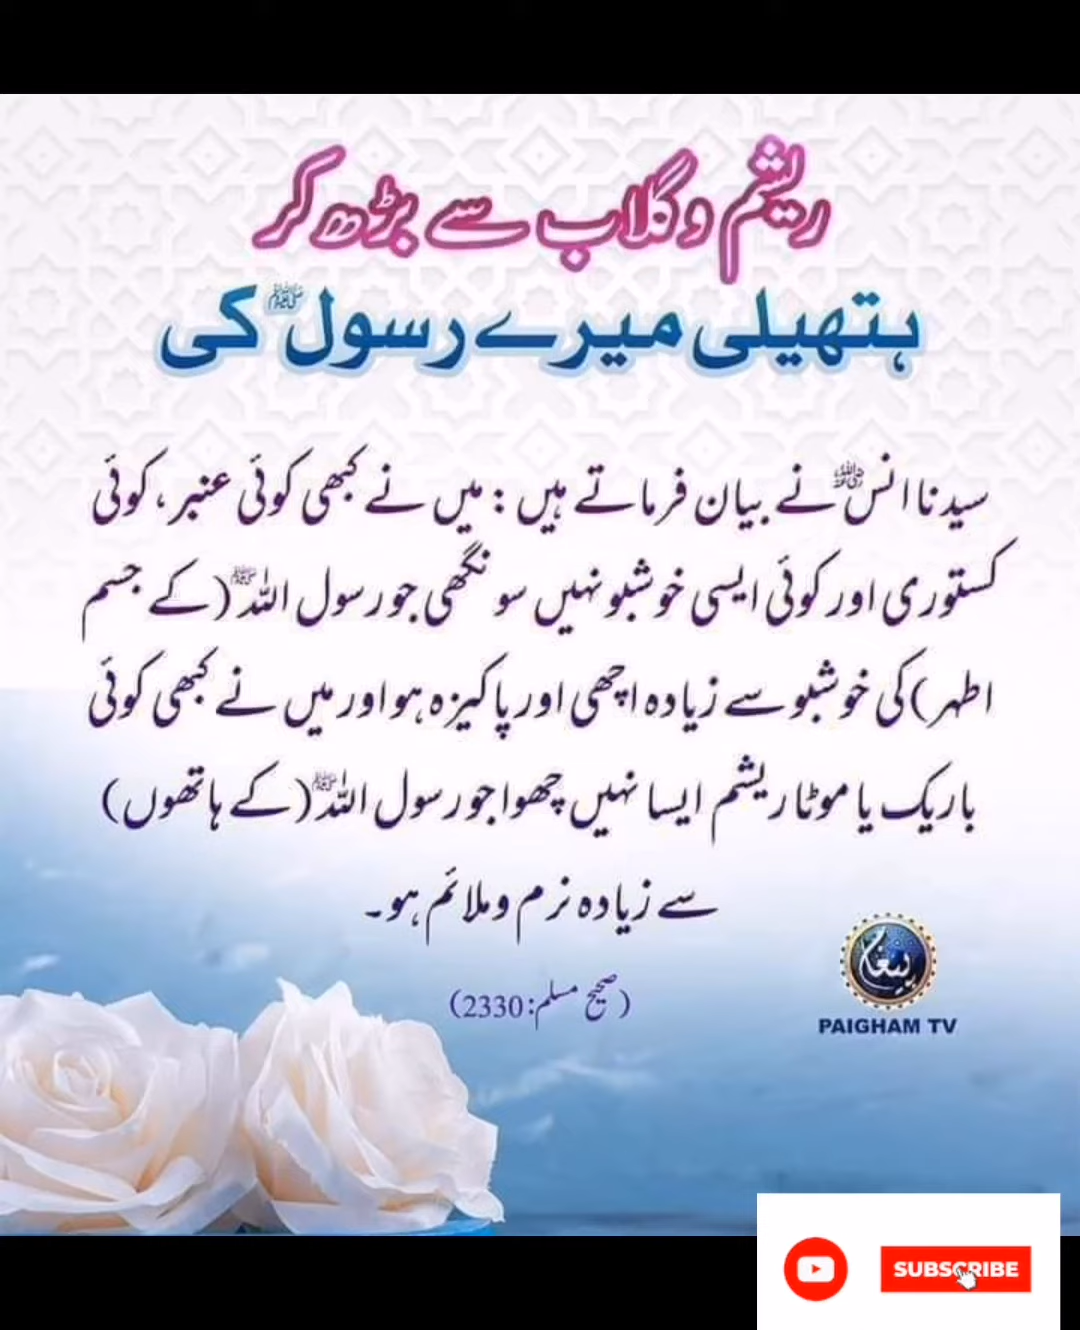 ریشم و گلاب سے بڑھ کر
ہتھیلی میرے رسول ﷺ کی
سیدنا انس رضی اللہ عنہ نے بیان فرماتے ہیں: میں نے کبھی کوئی عنبر، کوئی
کستوری اور کوئی ایسی خوشبو نہیں سونگھی جو رسول اللہ ﷺ (کے جسم
اطہر) کی خوشبو سے زیادہ اچھی اور پاکیزہ ہو اور میں نے کبھی کوئی
باریک یا موٹا ریشم ایسا نہیں چھوا جو رسول اللہ ﷺ (کے ہاتھوں)
سے زیادہ نرم و ملائم ہو۔
(صحیح مسلم: 2330)
پیغام
PAIGHAM TV
SUBSCRIBE